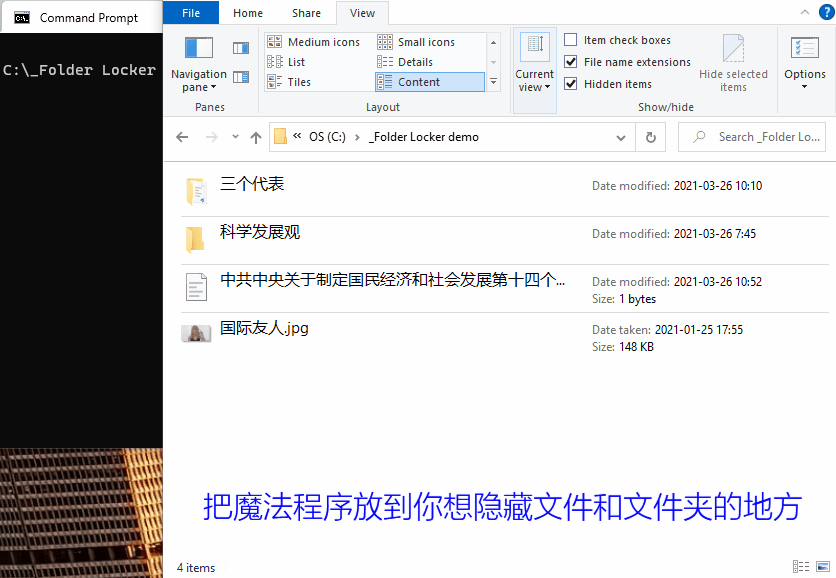 Command Prompt
C:\_Folder Locker
File Home Share View
Navigation pane
Panes
Medium icons Small icons
List Details
Tiles Content
Layout
Current view
Item check boxes
File name extensions
Hidden items
Hide selected items
Show/hide
Options
« OS (C:) › _Folder Locker demo
Search _Folder Lo...
三个代表 Date modified: 2021-03-26 10:10
科学发展观 Date modified: 2021-03-26 7:45
中共中央关于制定国民经济和社会发展第十四个... Date modified: 2021-03-26 10:52
Size: 1 bytes
国际友人.jpg Date taken: 2021-01-25 17:55
Size: 148 KB
把魔法程序放到你想隐藏文件和文件夹的地方
4 items